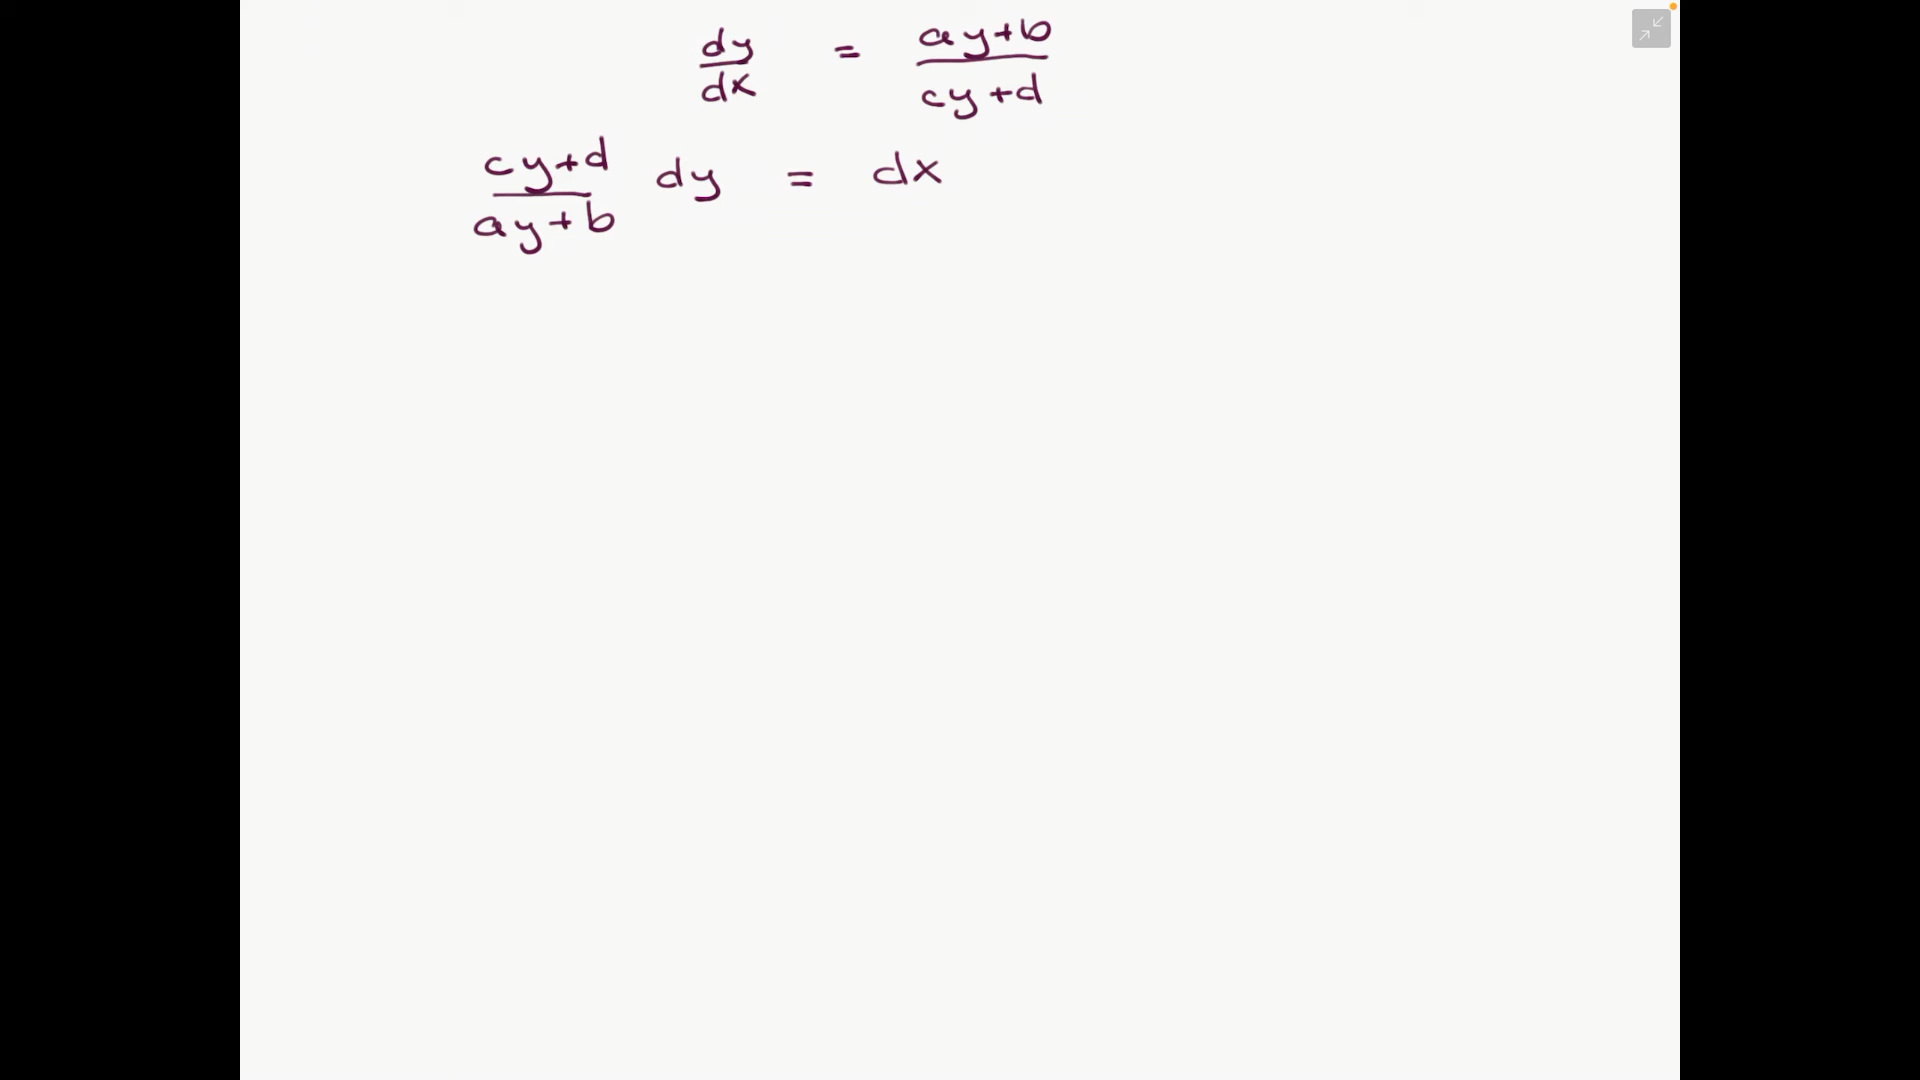 dy/dx = ay+b/cy+d
cy+d/ay+b dy = dx